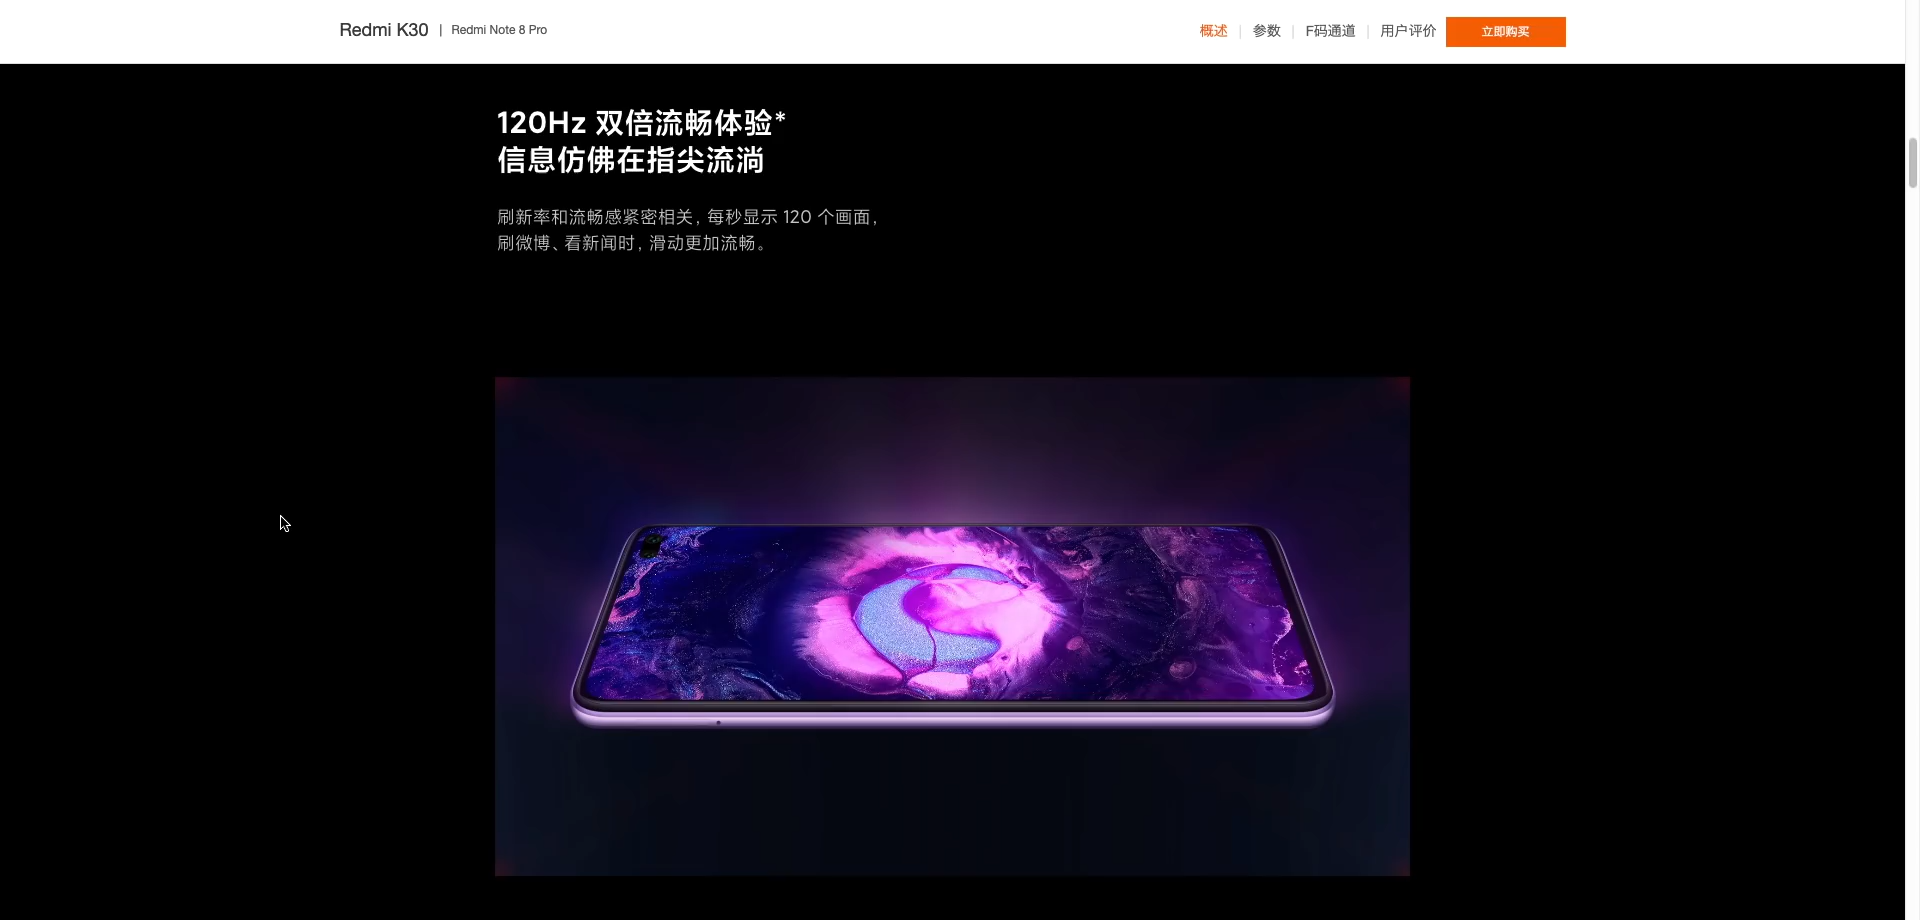 Redmi K30 | Redmi Note 8 Pro
概述 | 参数 | F码通道 | 用户评价 立即购买
120Hz 双倍流畅体验*
信息仿佛在指尖流淌
刷新率和流畅感紧密相关，每秒显示 120 个画面，
刷微博、看新闻时，滑动更加流畅。